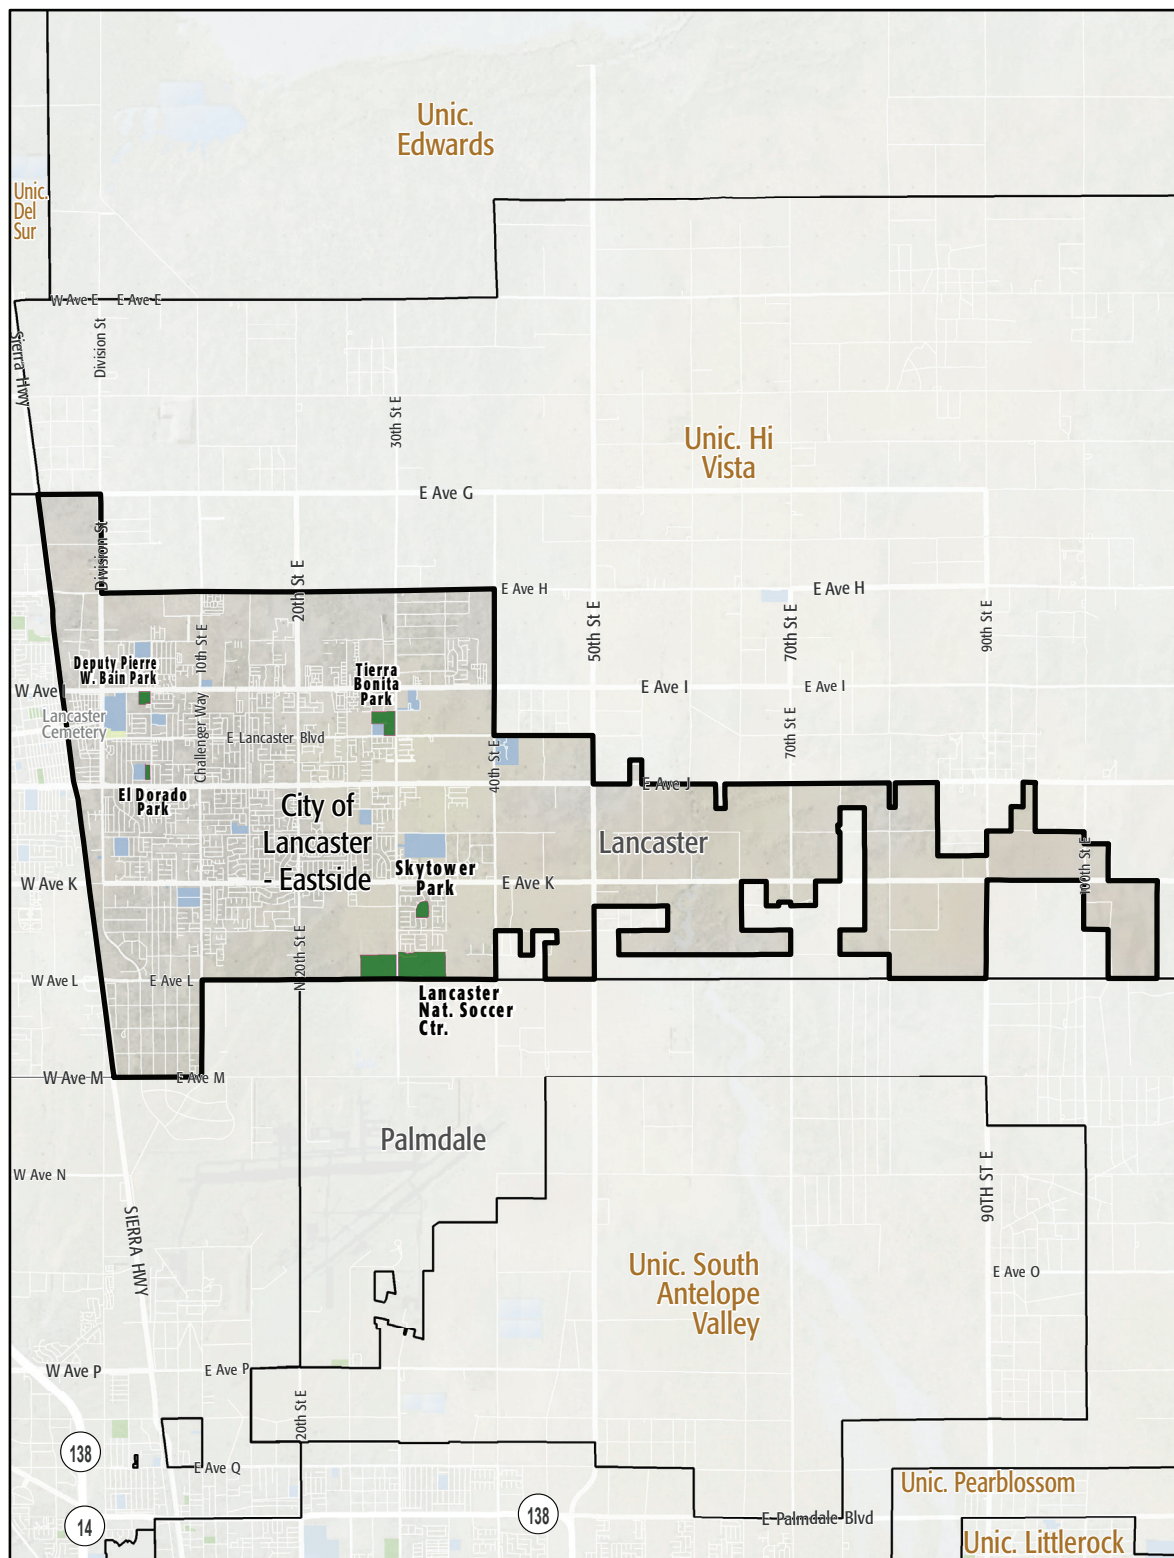 Unic.
Edwards
Unic.
Del
Sur
W Ave E
E Ave E
Division St
Sierra Hwy
30th St E
Unic. Hi
Vista
E Ave G
Division St
20th St E
E Ave H
E Ave H
10th St E
50th St E
70th St E
90th St E
Deputy Pierre
W. Bain Park
Tierra
Bonita
Park
W Ave I
E Ave I
E Ave I
Lancaster
Cemetery
Challenger Way
E Lancaster Blvd
40th St E
70th St E
E Ave J
El Dorado
Park
City of
Lancaster
- Eastside
Lancaster
Skytower
Park
W Ave K
E Ave K
100th St E
N 20th St E
W Ave L
E Ave L
Lancaster
Nat. Soccer
Ctr.
W Ave M
E Ave M
Palmdale
W Ave N
90TH ST E
SIERRA HWY
Unic. South
Antelope
Valley
E Ave O
W Ave P
E Ave P
20th St E
138
E Ave Q
14
138
E Palmdale Blvd
Unic. Pearblossom
Unic. Littlerock